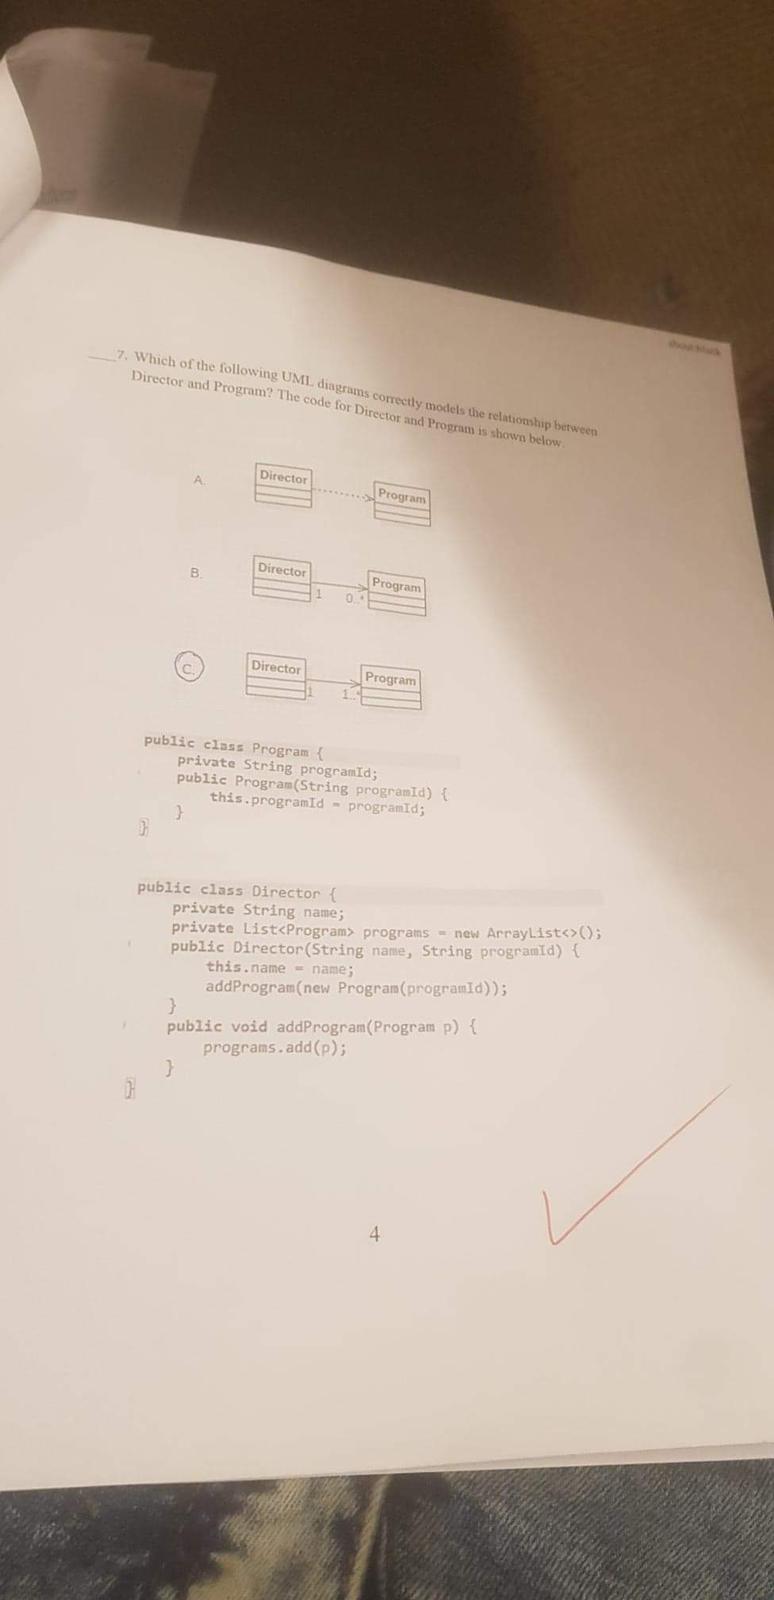 about:blank
7. Which of the following UML diagrams correctly models the relationship between
Director and Program? The code for Director and Program is shown below.
A.
Director
Program
B.
Director
Program
1
0..*
C.
Director
Program
1
1..*
public class Program {
private String programId;
public Program(String programId) {
this.programId = programId;
}
}
public class Director {
private String name;
private List<Program> programs = new ArrayList<>();
public Director(String name, String programId) {
this.name = name;
addProgram(new Program(programId));
}
public void addProgram(Program p) {
programs.add(p);
}
}
4